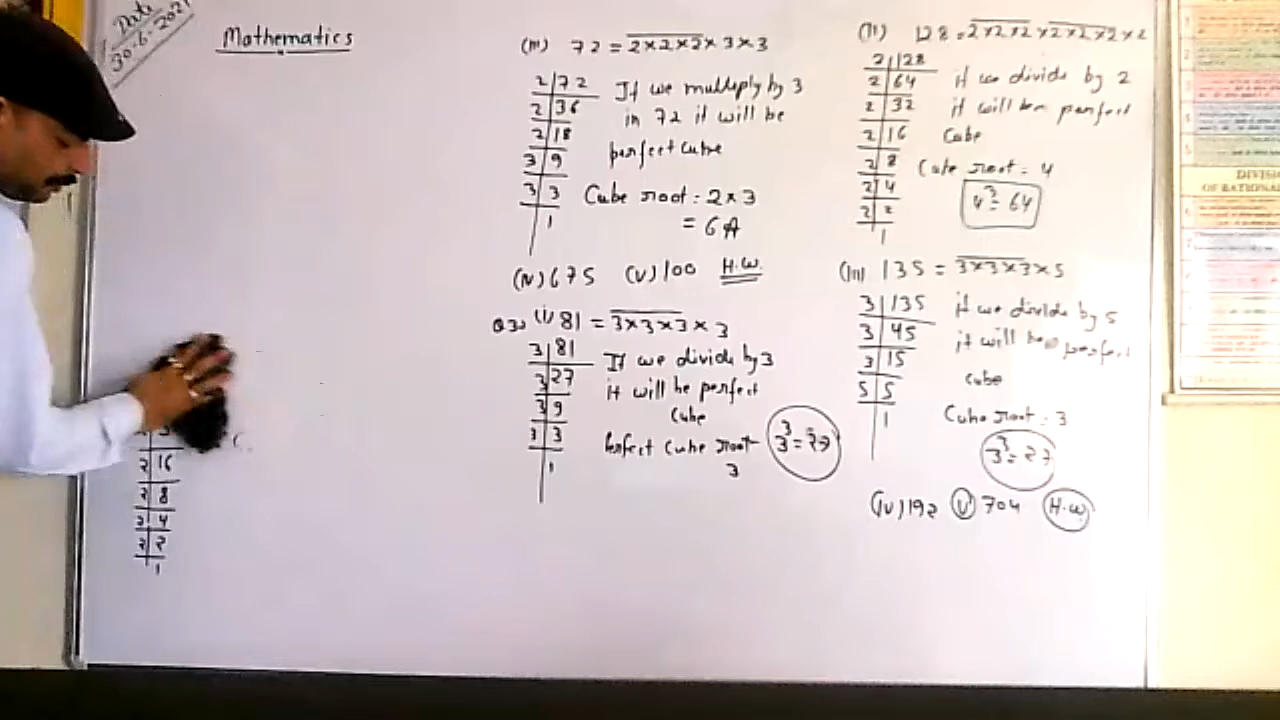 Date
30-6-2021
Mathematics
2 16
2 8
2 4
2 2
1
(III) 72 = 2×2×2×3×3
2 72
2 36
2 18
3 9
3 3
1
If we multiply by 3
in 72 it will be
perfect cube
Cube root = 2×3
= 6 A
(IV) 675 (V) 100 H.W
Q3. (i) 81 = 3×3×3×3
3 81
3 27
3 9
3 3
1
If we divide by 3
it will be perfect
Cube
Perfect cube root
3
3³ = 27
(II) 128 = 2×2×2×2×2×2×2
2 128
2 64
2 32
2 16
2 8
2 4
2 2
1
if we divide by 2
it will be perfect
Cube
Cube root = 4
4³ = 64
(III) 135 = 3×3×3×5
3 135
3 45
3 15
5 5
1
if we divide by 5
it will be perfect
cube
Cube root = 3
3³ = 27
(IV) 192 (V) 704 H.W
DIVISI
OF RATIONAL